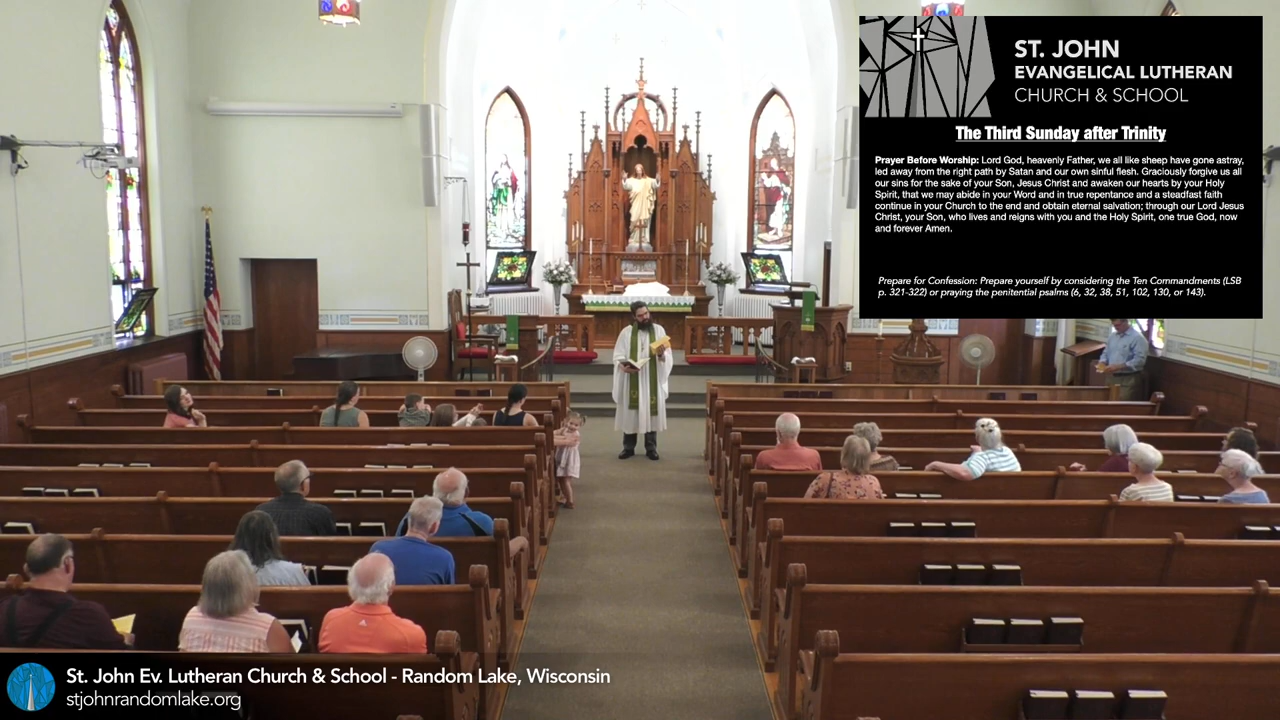 ST. JOHN
EVANGELICAL LUTHERAN
CHURCH & SCHOOL
The Third Sunday after Trinity
Prayer Before Worship: Lord God, heavenly Father, we all like sheep have gone astray,
led away from the right path by Satan and our own sinful flesh. Graciously forgive us all
our sins for the sake of your Son, Jesus Christ and awaken our hearts by your Holy
Spirit, that we may abide in your Word and in true repentance and a steadfast faith
continue in your Church to the end and obtain eternal salvation; through our Lord Jesus
Christ, your Son, who lives and reigns with you and the Holy Spirit, one true God, now
and forever Amen.
Prepare for Confession: Prepare yourself by considering the Ten Commandments (LSB
p. 321-322) or praying the penitential psalms (6, 32, 38, 51, 102, 130, or 143).
St. John Ev. Lutheran Church & School - Random Lake, Wisconsin
stjohnrandomlake.org